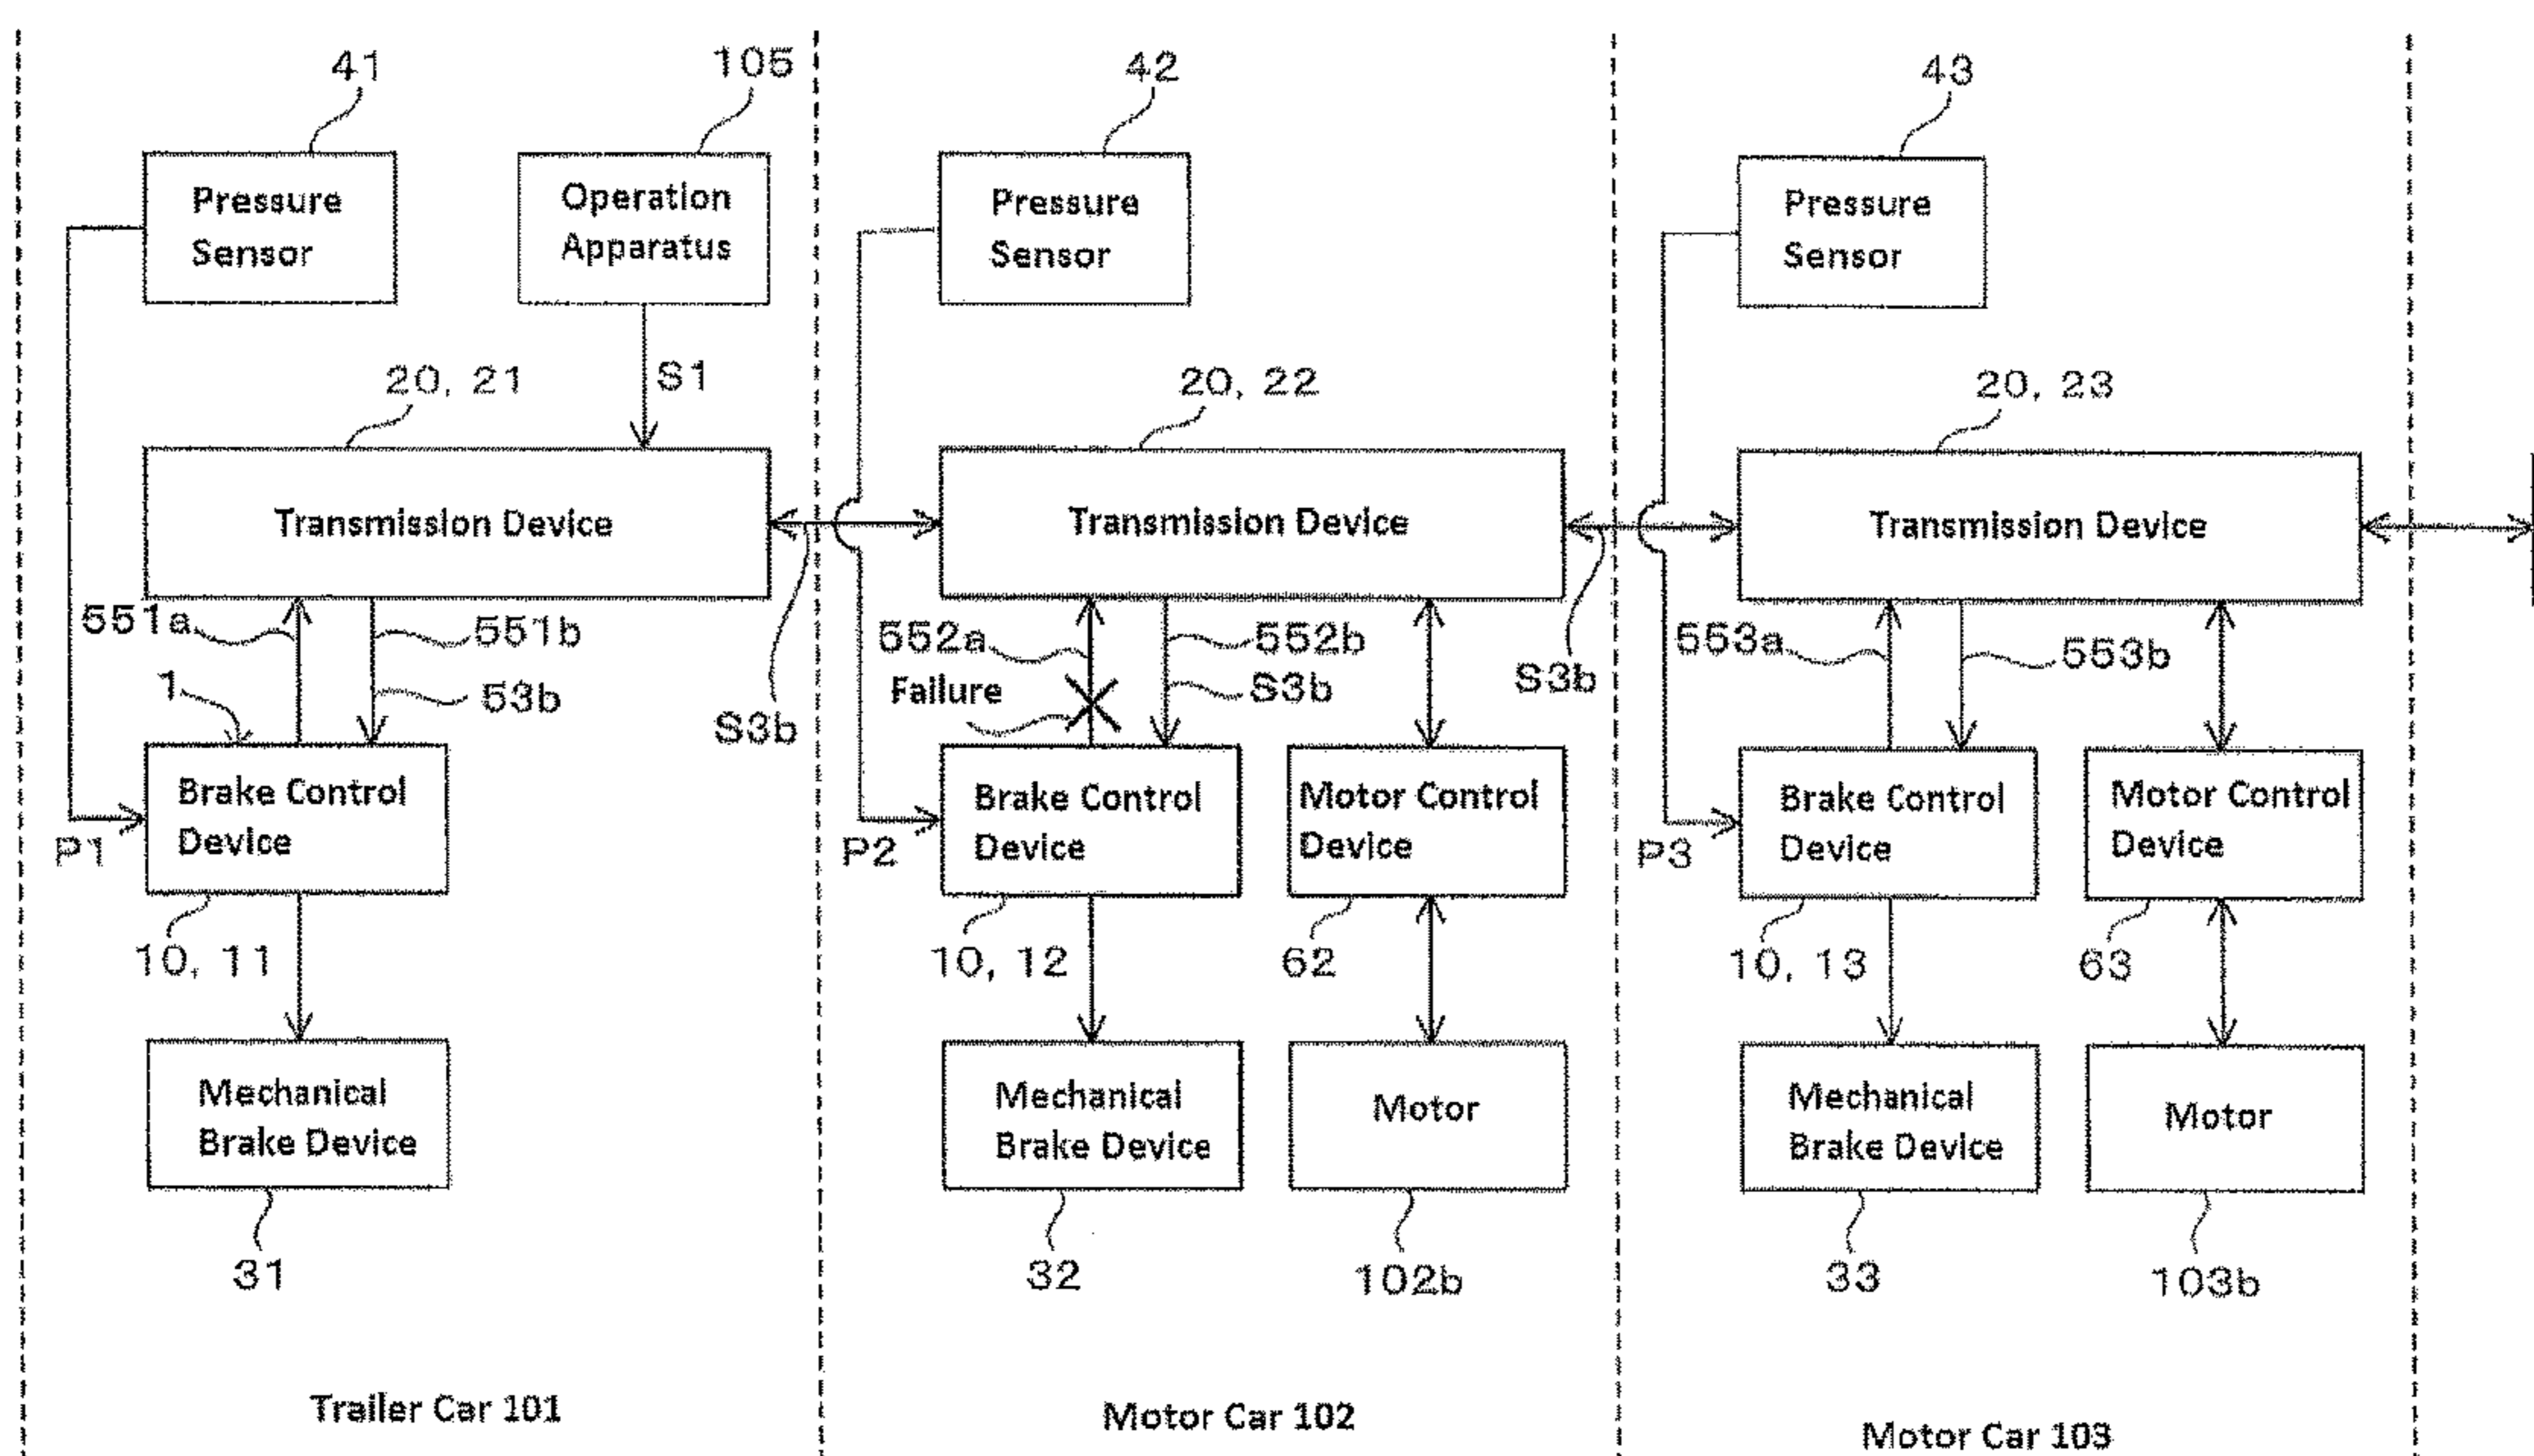 41
105
42
43
Pressure
Sensor
Operation
Apparatus
Pressure
Sensor
Pressure
Sensor
20, 21
S1
20, 22
20, 23
Transmission Device
Transmission Device
Transmission Device
551a
551b
1
53b
S3b
552a
552b
Failure
S3b
S3b
553a
553b
Brake Control
Device
P1
Brake Control
Device
P2
Motor Control
Device
Brake Control
Device
P3
Motor Control
Device
10, 11
10, 12
62
10, 13
63
Mechanical
Brake Device
Mechanical
Brake Device
Motor
Mechanical
Brake Device
Motor
31
32
102b
33
103b
Trailer Car 101
Motor Car 102
Motor Car 103